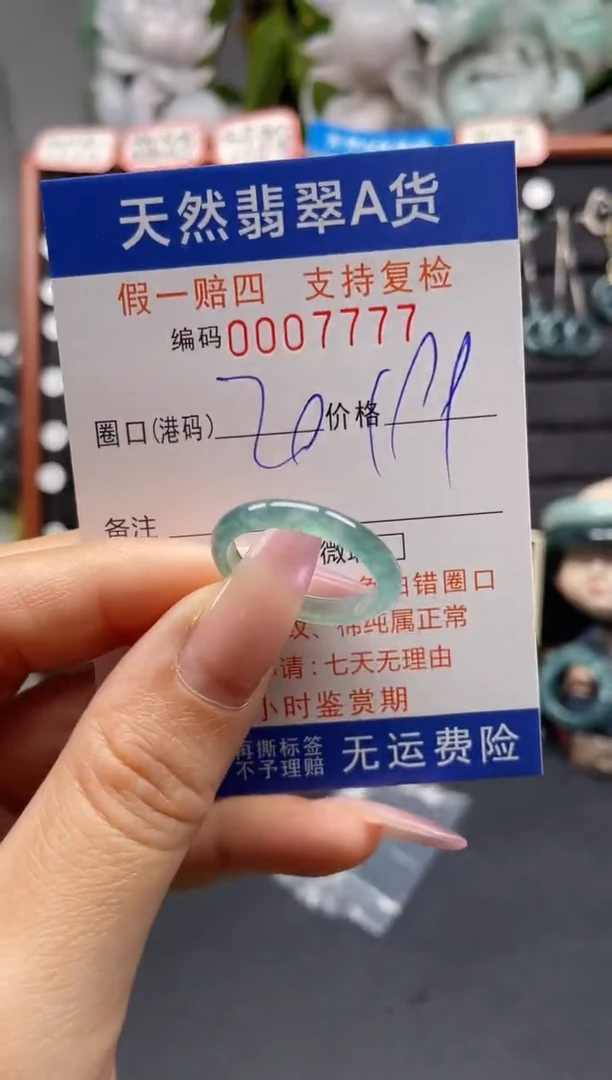 天然翡翠A货
假一赔四 支持复检
编码0007777
圈口(港码) 价格
备注
微
错圈口
棉纯属正常
请:七天无理由
小时鉴赏期
再撕标签
不予理赔
无运费险